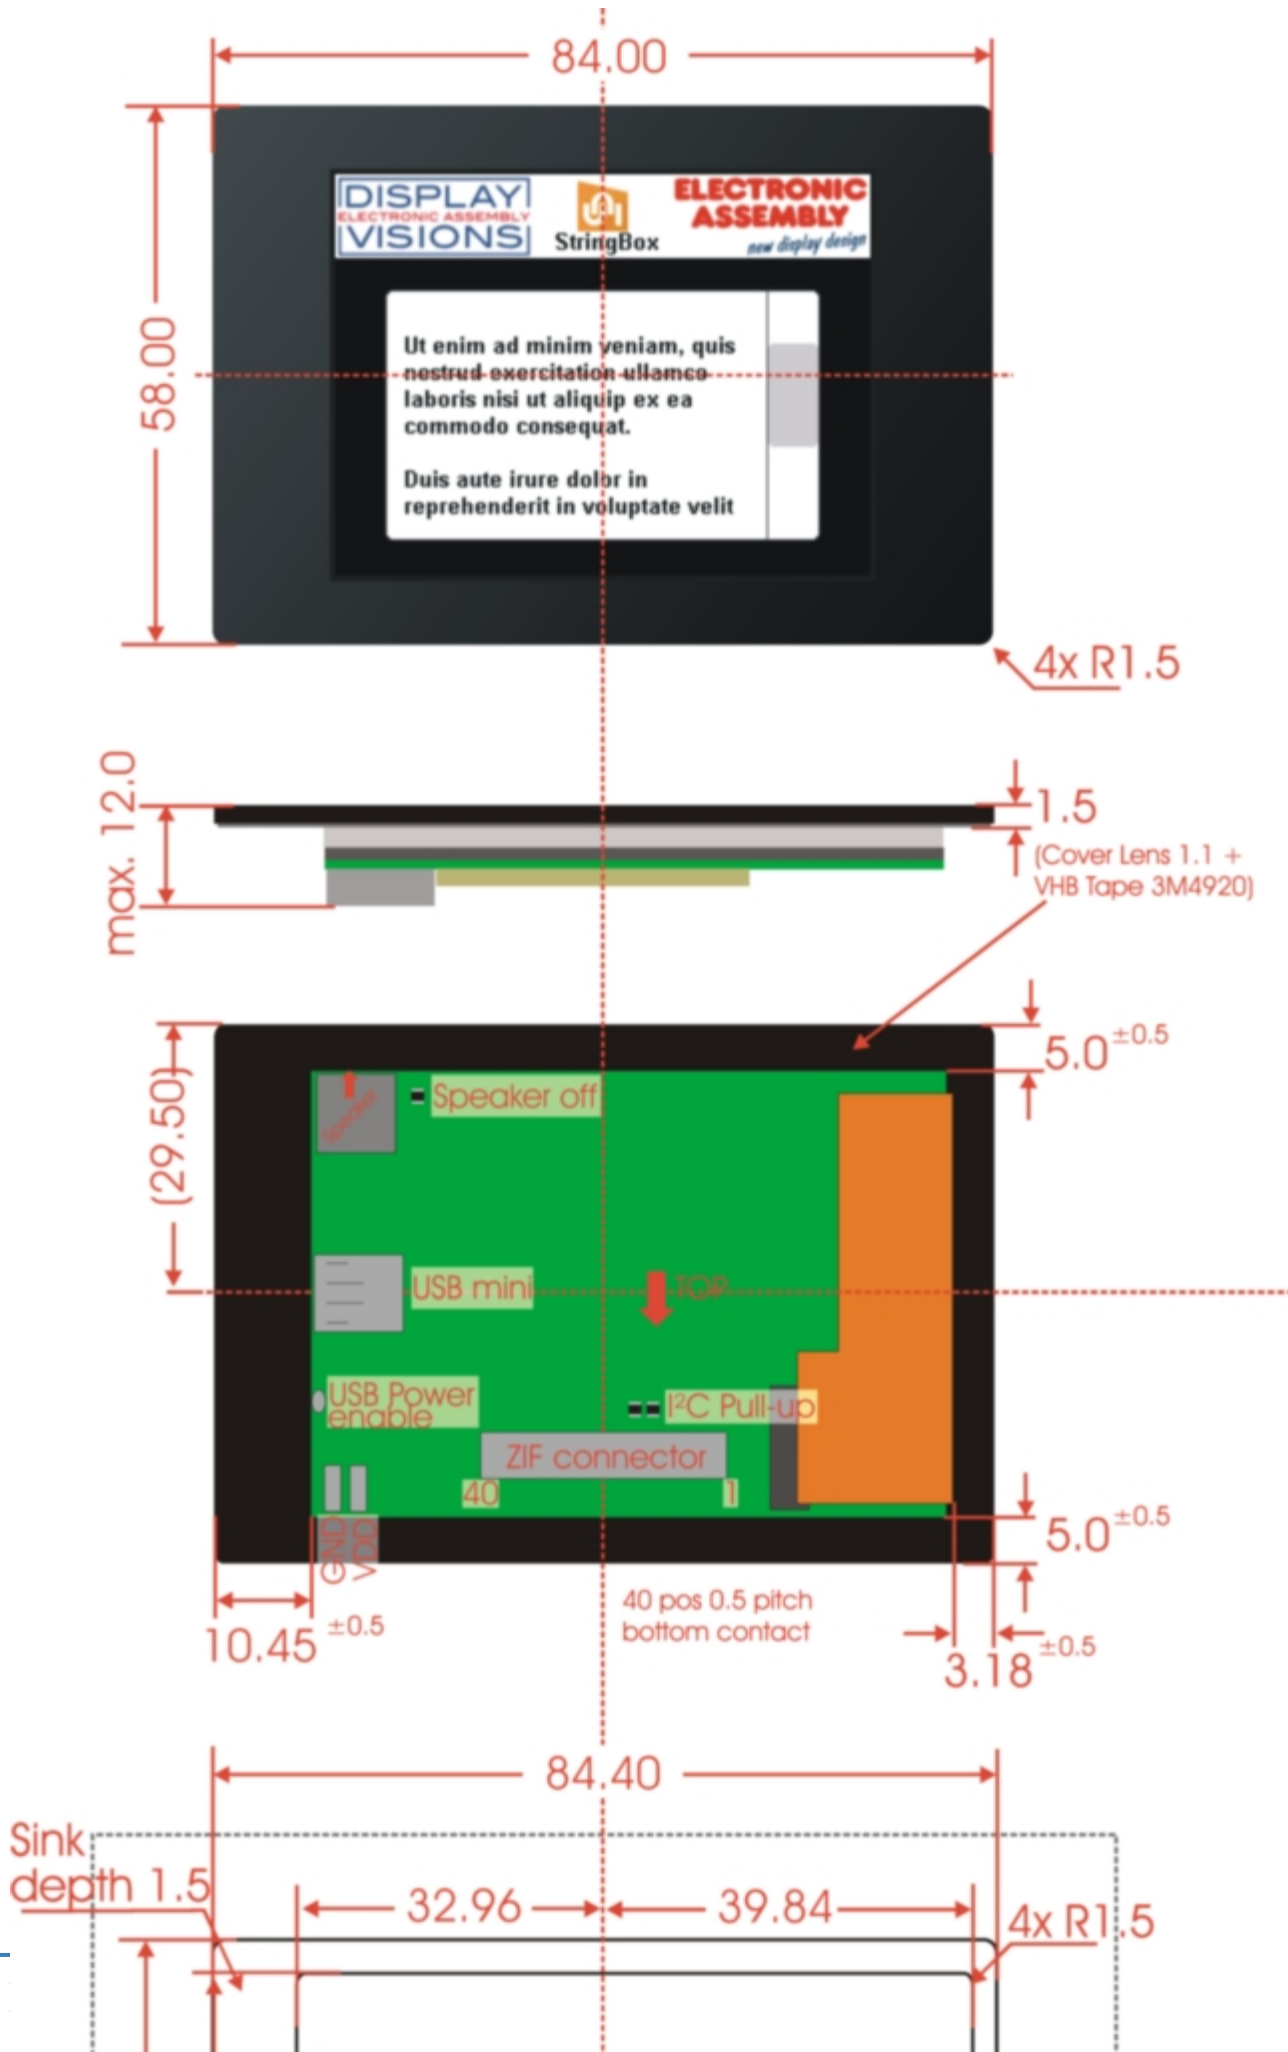 84.00
58.00
DISPLAY
ELECTRONIC ASSEMBLY
VISIONS
uni
StringBox
ELECTRONIC
ASSEMBLY
new display design
Ut enim ad minim veniam, quis
nostrud exercitation ullamco
laboris nisi ut aliquip ex ea
commodo consequat.
Duis aute irure dolor in
reprehenderit in voluptate velit
4x R1.5
max. 12.0
1.5
(Cover Lens 1.1 +
VHB Tape 3M4920)
(29.50)
5.0 ±0.5
Speaker
Speaker off
USB mini
TOP
USB Power
enable
I²C Pull-up
ZIF connector
40
1
GND
VDD
5.0 ±0.5
10.45 ±0.5
40 pos 0.5 pitch
bottom contact
3.18 ±0.5
84.40
Sink
depth 1.5
32.96
39.84
4x R1.5